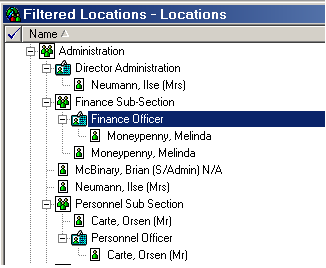 Filtered Locations - Locations
Name
Administration
Director Administration
Neumann, Ilse (Mrs)
Finance Sub-Section
Finance Officer
Moneypenny, Melinda
Moneypenny, Melinda
McBinary, Brian (S/Admin) N/A
Neumann, Ilse (Mrs)
Personnel Sub Section
Carte, Orsen (Mr)
Personnel Officer
Carte, Orsen (Mr)